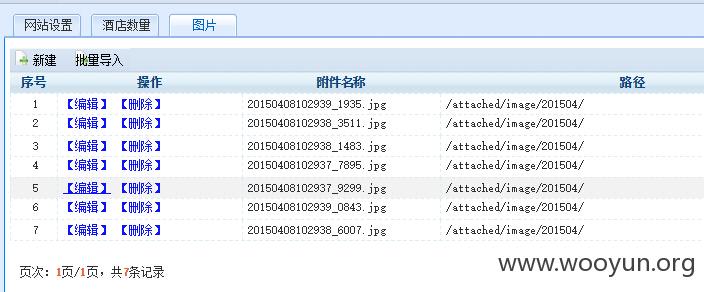 网站设置 酒店数量 图片
新建 批量导入
序号 操作 附件名称 路径
1 【编辑】 【删除】 20150408102939_1935.jpg /attached/image/201504/
2 【编辑】 【删除】 20150408102938_3511.jpg /attached/image/201504/
3 【编辑】 【删除】 20150408102938_1483.jpg /attached/image/201504/
4 【编辑】 【删除】 20150408102937_7895.jpg /attached/image/201504/
5 【编辑】 【删除】 20150408102937_9299.jpg /attached/image/201504/
6 【编辑】 【删除】 20150408102939_0843.jpg /attached/image/201504/
7 【编辑】 【删除】 20150408102938_6007.jpg /attached/image/201504/
页次：1页/1页，共7条记录
www.wooyun.org